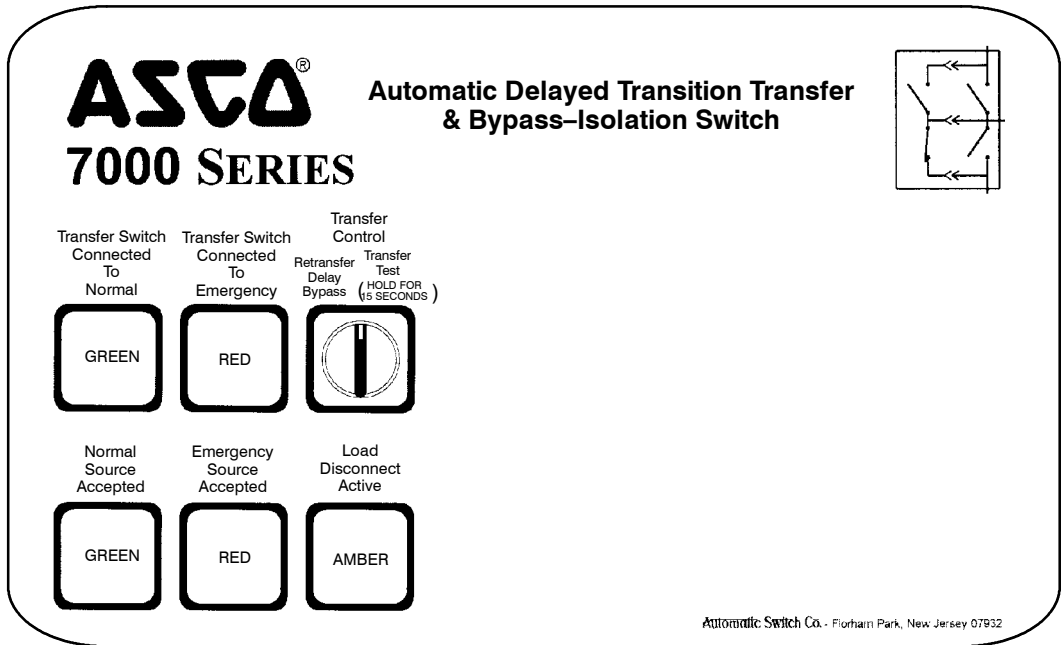 ASCO®
7000 SERIES
Automatic Delayed Transition Transfer
& Bypass–Isolation Switch
Transfer Switch
Connected
To
Normal
Transfer Switch
Connected
To
Emergency
Transfer
Control
Retransfer
Delay
Bypass
Transfer
Test
(HOLD FOR
15 SECONDS)
GREEN
RED
Normal
Source
Accepted
Emergency
Source
Accepted
Load
Disconnect
Active
GREEN
RED
AMBER
Automatic Switch Co. - Florham Park, New Jersey 07932